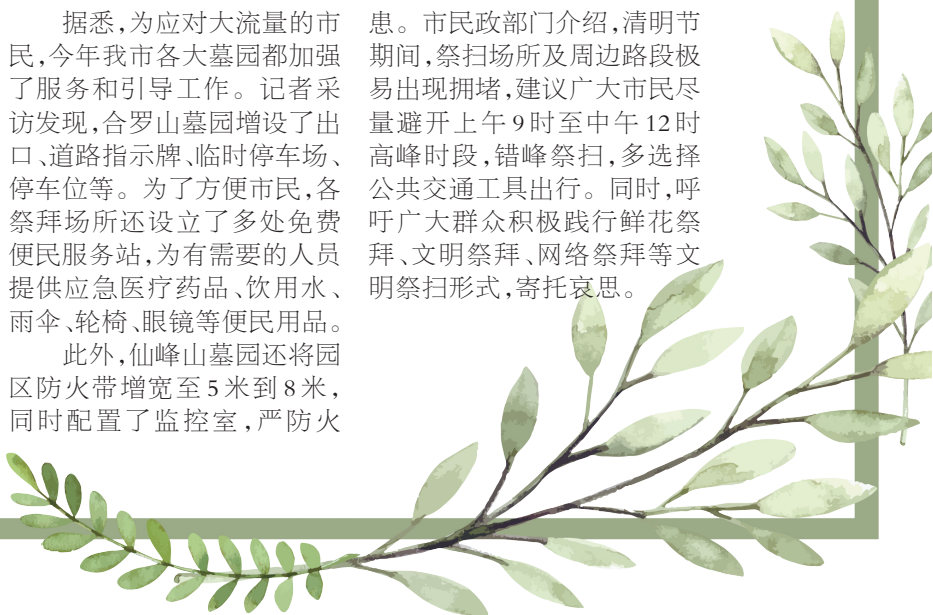 据悉,为应对大流量的市
民,今年我市各大墓园都加强
了服务和引导工作。记者采
访发现,合罗山墓园增设了出
口、道路指示牌、临时停车场、
停车位等。为了方便市民,各
祭拜场所还设立了多处免费
便民服务站,为有需要的人员
提供应急医疗药品、饮用水、
雨伞、轮椅、眼镜等便民用品。
此外,仙峰山墓园还将园
区防火带增宽至5米到8米,
同时配置了监控室,严防火
患。市民政部门介绍,清明节
期间,祭扫场所及周边路段极
易出现拥堵,建议广大市民尽
量避开上午9时至中午12时
高峰时段,错峰祭扫,多选择
公共交通工具出行。同时,呼
吁广大群众积极践行鲜花祭
拜、文明祭拜、网络祭拜等文
明祭扫形式,寄托哀思。